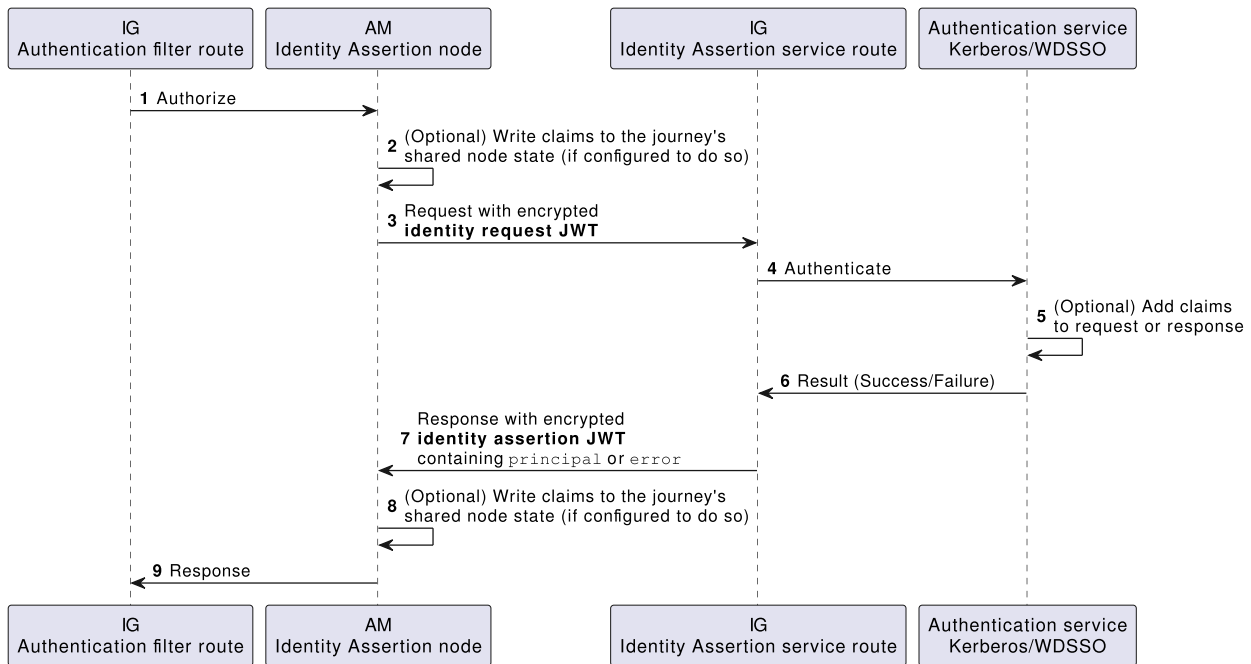 IG
Authentication filter route
AM
Identity Assertion node
IG
Identity Assertion service route
Authentication service
Kerberos/WDSSO
1 Authorize
(Optional) Write claims to the journey's
2 shared node state (if configured to do so)
Request with encrypted
3 identity request JWT
4 Authenticate
(Optional) Add claims
5 to request or response
6 Result (Success/Failure)
Response with encrypted
7 identity assertion JWT
containing principal or error
(Optional) Write claims to the journey's
8 shared node state (if configured to do so)
9 Response
IG
Authentication filter route
AM
Identity Assertion node
IG
Identity Assertion service route
Authentication service
Kerberos/WDSSO